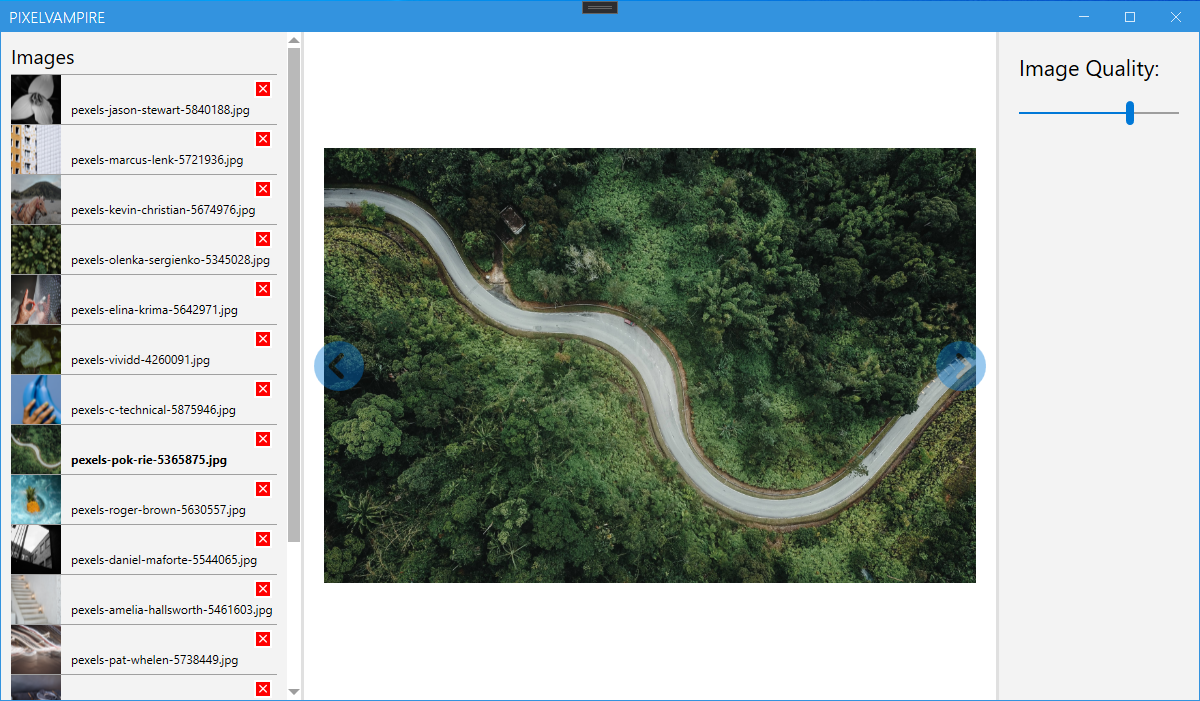 PIXELVAMPIRE
Images
pexels-jason-stewart-5840188.jpg
pexels-marcus-lenk-5721936.jpg
pexels-kevin-christian-5674976.jpg
pexels-olenka-sergienko-5345028.jpg
pexels-elina-krima-5642971.jpg
pexels-vividd-4260091.jpg
pexels-c-technical-5875946.jpg
pexels-pok-rie-5365875.jpg
pexels-roger-brown-5630557.jpg
pexels-daniel-maforte-5544065.jpg
pexels-amelia-hallsworth-5461603.jpg
pexels-pat-whelen-5738449.jpg
Image Quality: